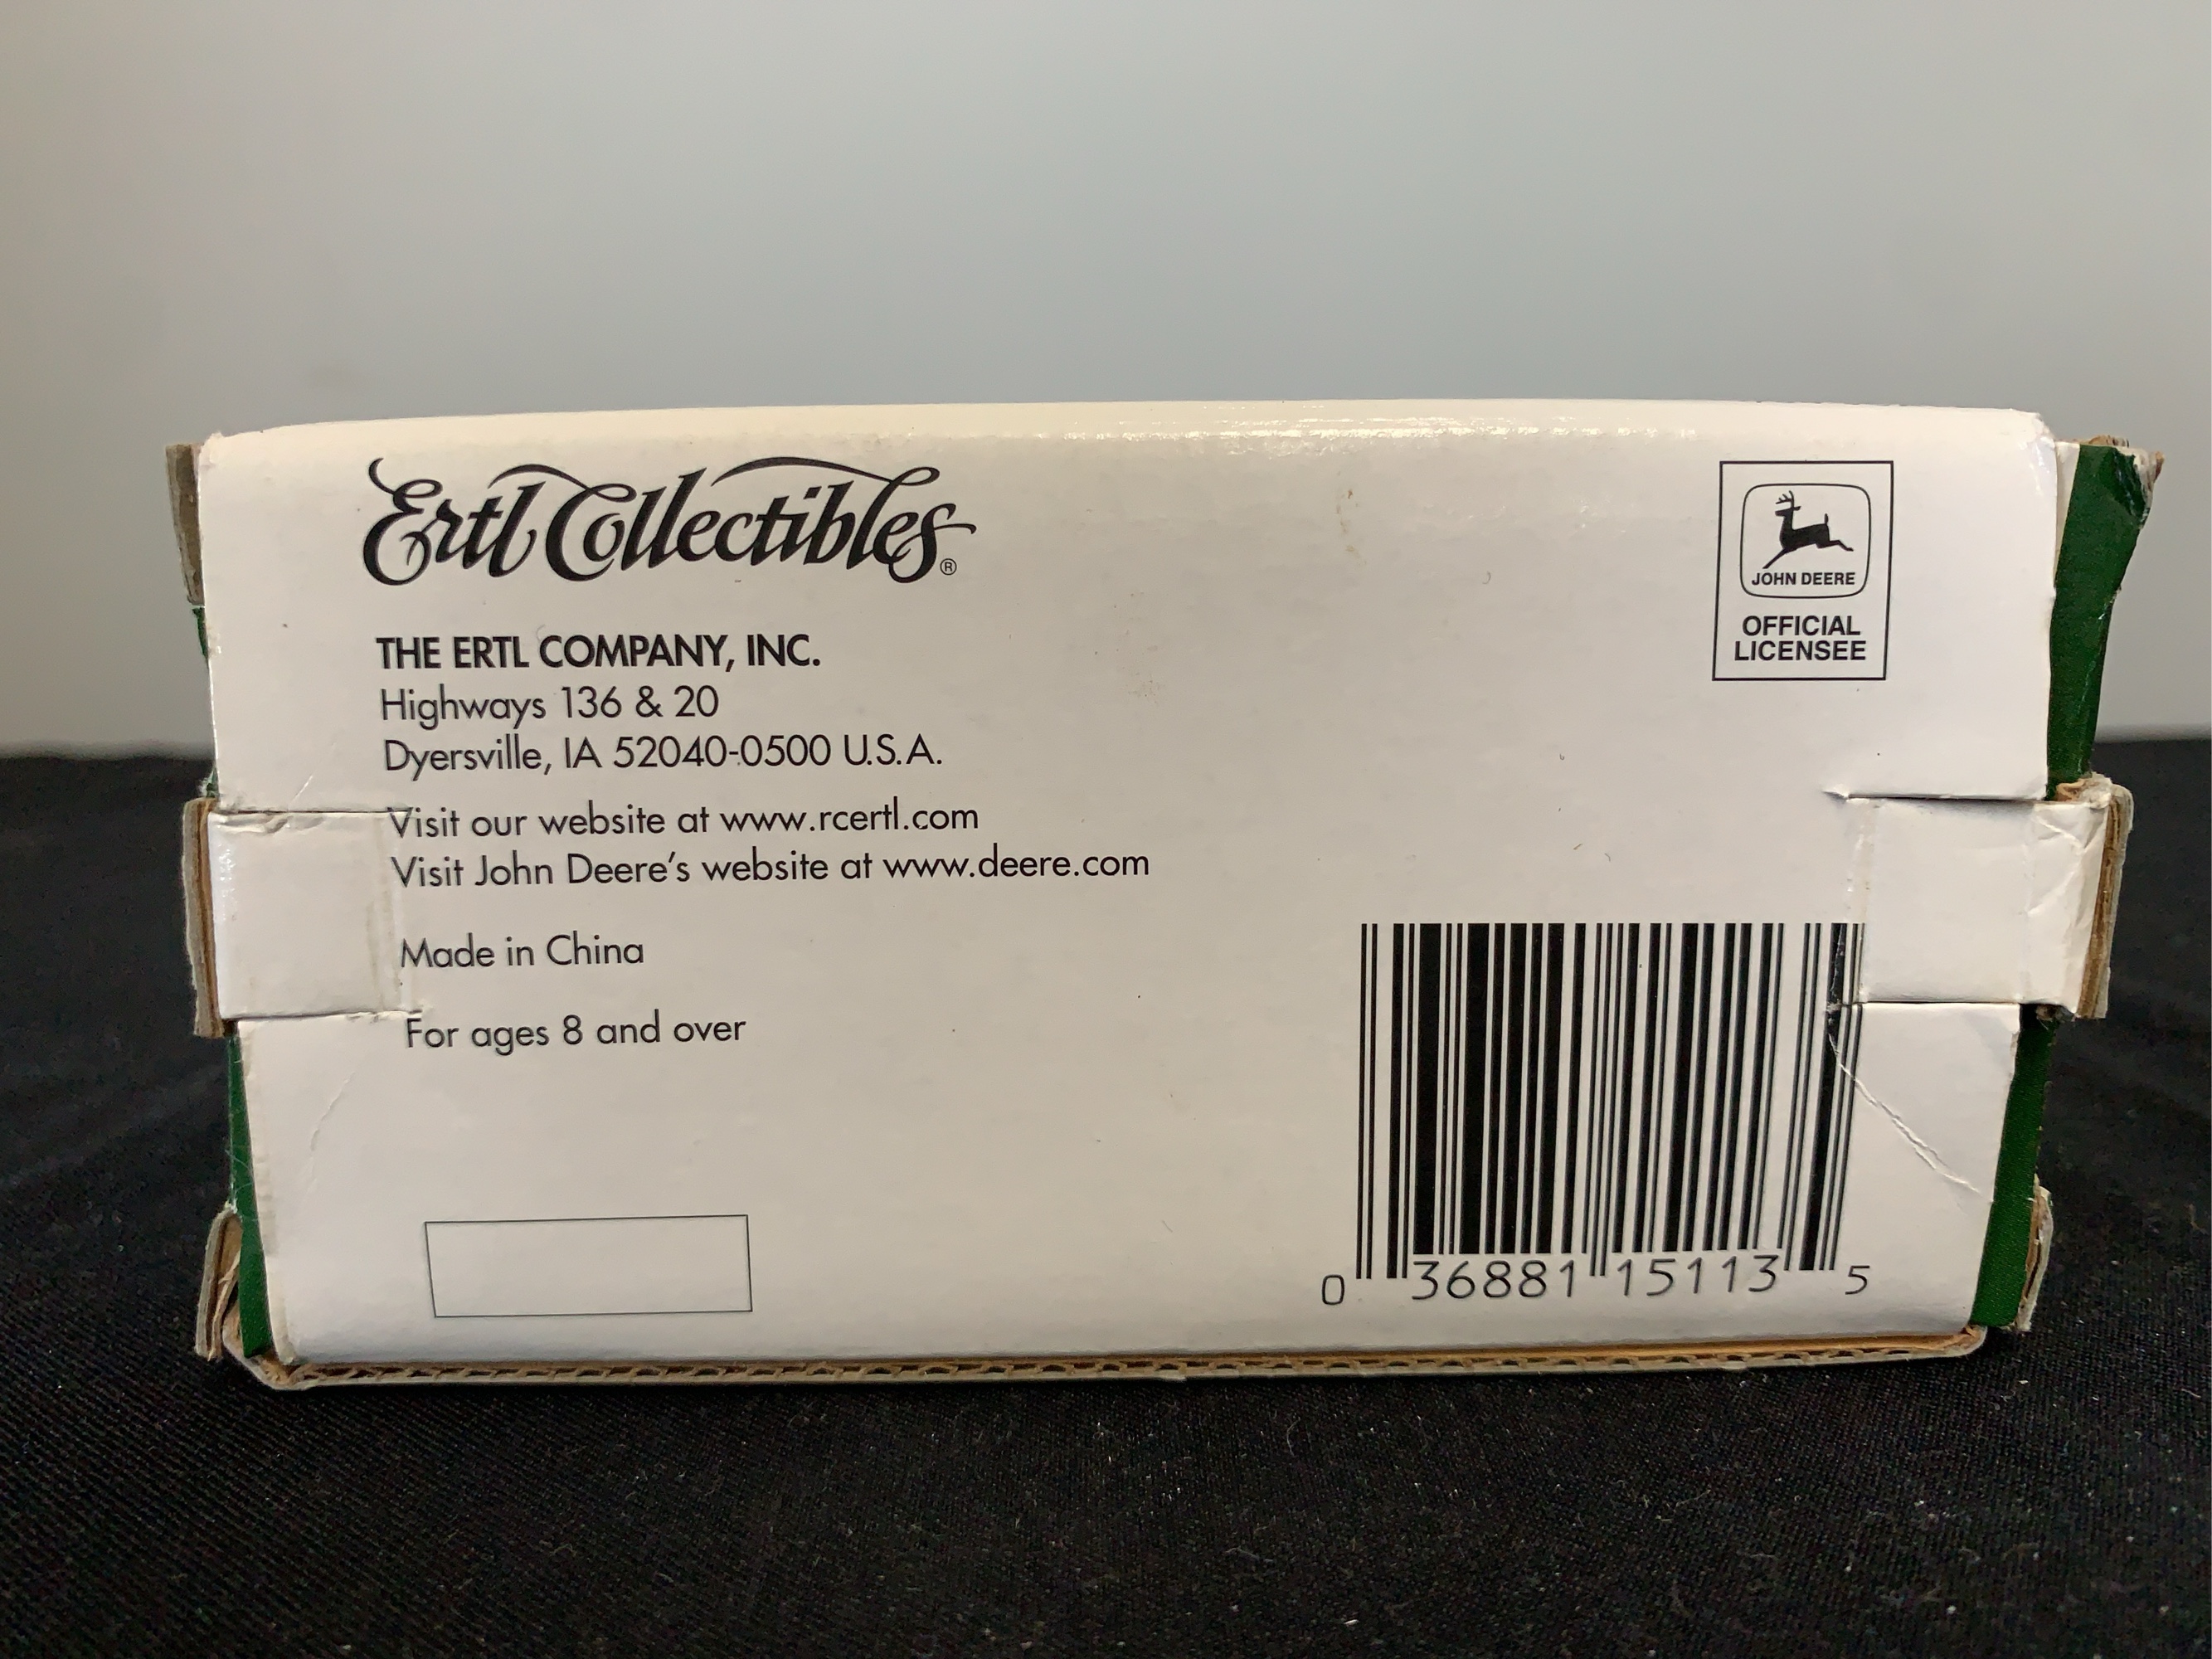 Ertl Collectibles®
THE ERTL COMPANY, INC.
Highways 136 & 20
Dyersville, IA 52040-0500 U.S.A.
Visit our website at www.rcertl.com
Visit John Deere's website at www.deere.com
Made in China
For ages 8 and over
JOHN DEERE
OFFICIAL
LICENSEE
0 36881 15113 5